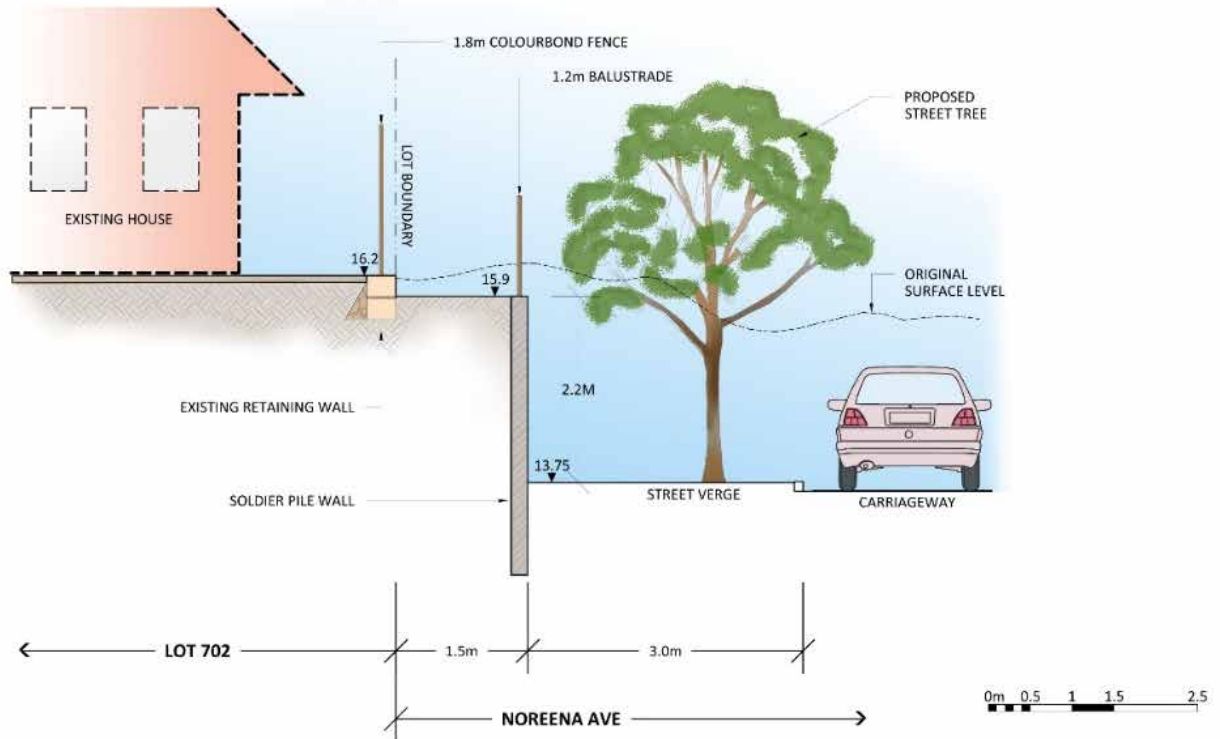 1.8m COLOURBOND FENCE
1.2m BALUSTRADE
PROPOSED
STREET TREE
LOT BOUNDARY
EXISTING HOUSE
16.2
15.9
ORIGINAL
SURFACE LEVEL
2.2M
EXISTING RETAINING WALL
13.75
SOLDIER PILE WALL
STREET VERGE
CARRIAGEWAY
LOT 702
1.5m
3.0m
0m 0.5 1 1.5 2.5
NOREENA AVE